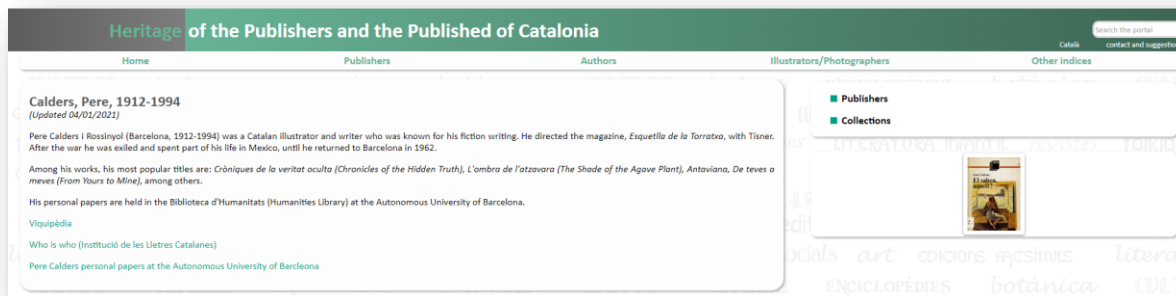 Heritage of the Publishers and the Published of Catalonia
Search the portal
Català contact and suggestion
Home Publishers Authors Illustrators/Photographers Other indices
Calders, Pere, 1912-1994
(Updated 04/01/2021)
Pere Calders i Rossinyol (Barcelona, 1912-1994) was a Catalan illustrator and writer who was known for his fiction writing. He directed the magazine, Esquetlla de la Torratxa, with Tísner.
After the war he was exiled and spent part of his life in Mexico, until he returned to Barcelona in 1962.
Among his works, his most popular titles are: Cròniques de la veritat oculta (Chronicles of the Hidden Truth), L'ombra de l'atzavara (The Shade of the Agave Plant), Antaviana, De teves a
meves (From Yours to Mine), among others.
His personal papers are held in the Biblioteca d'Humanitats (Humanities Library) at the Autonomous University of Barcelona.
Viquipèdia
Who is who (Institució de les Lletres Catalanes)
Pere Calders personal papers at the Autonomous University of Barcleona
Publishers
Collections
LITERATURA INFANTIL
art
ENCICLOPÈDIES botànica